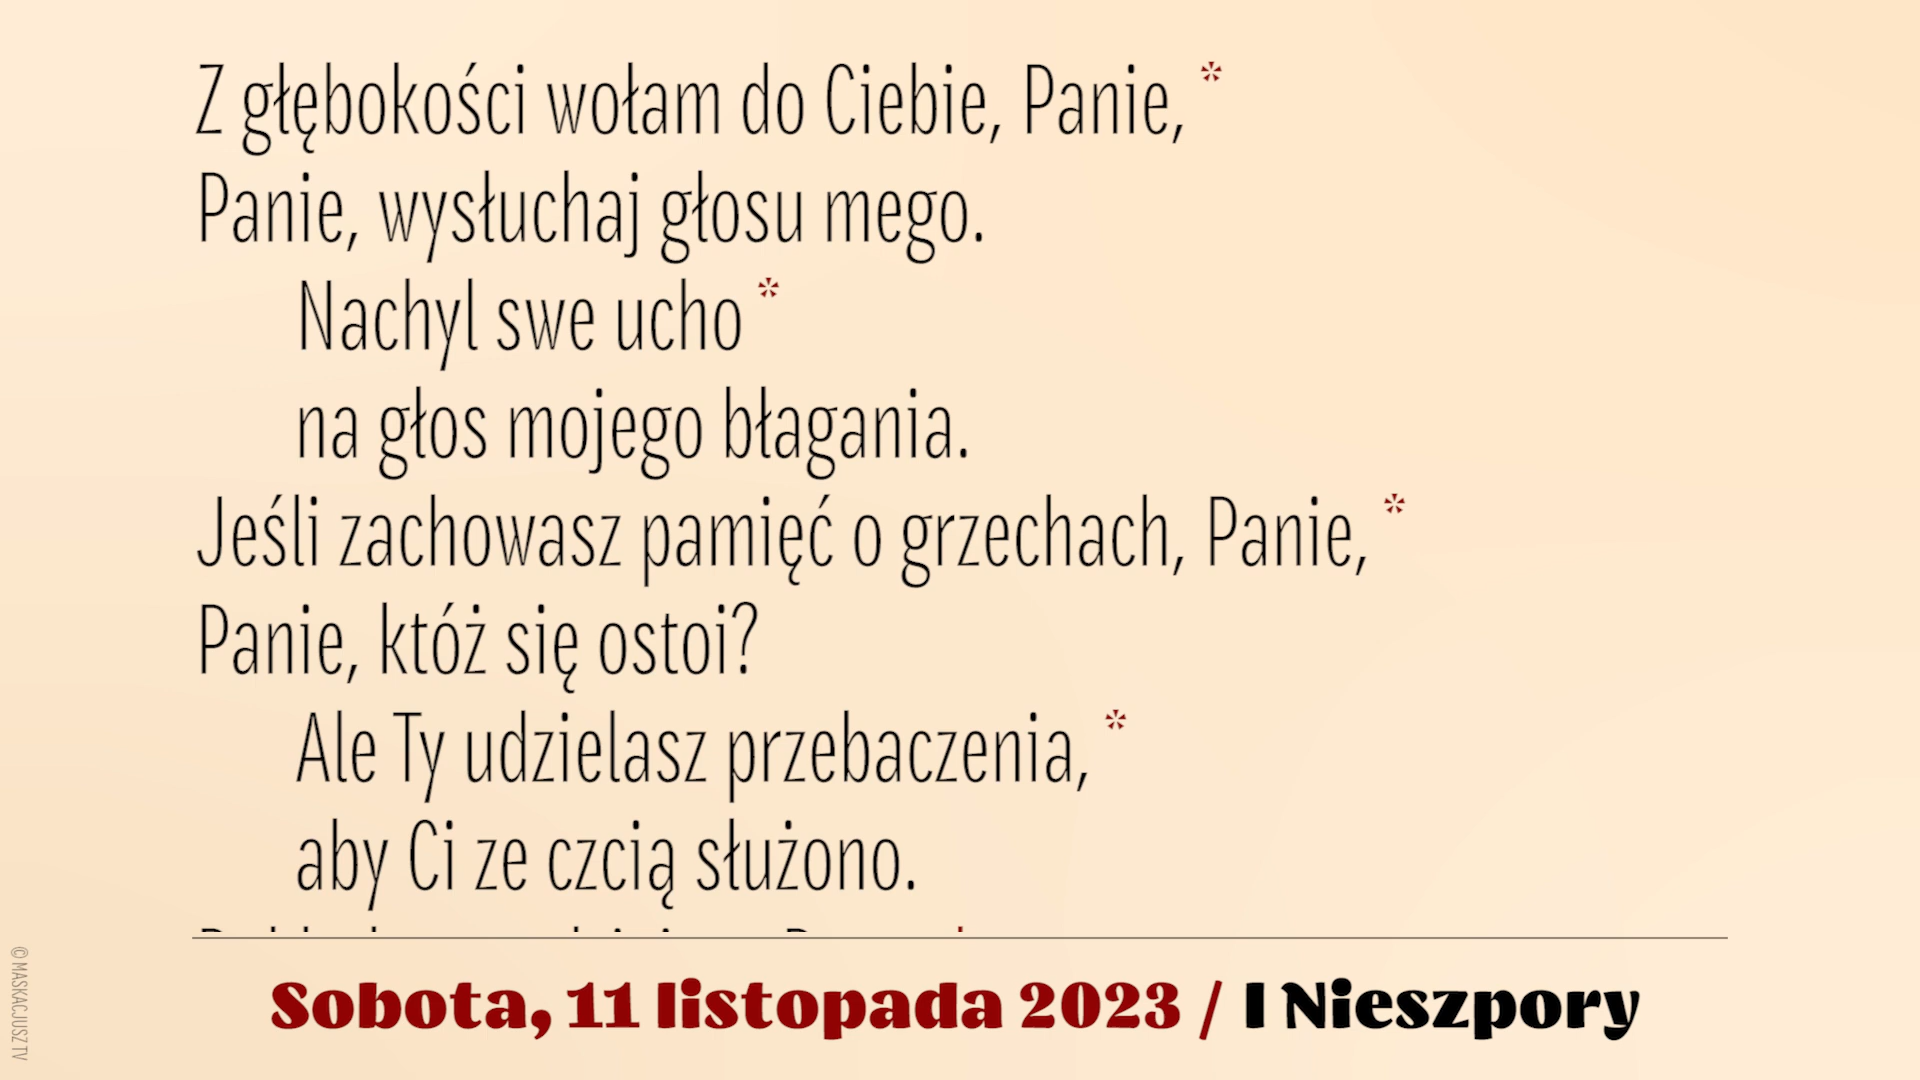 Z głębokości wołam do Ciebie, Panie, *
Panie, wysłuchaj głosu mego.
Nachyl swe ucho *
na głos mojego błagania.
Jeśli zachowasz pamięć o grzechach, Panie, *
Panie, któż się ostoi?
Ale Ty udzielasz przebaczenia, *
aby Ci ze czcią służono.
Sobota, 11 listopada 2023 / I Nieszpory
© MASKACJUSZ TV